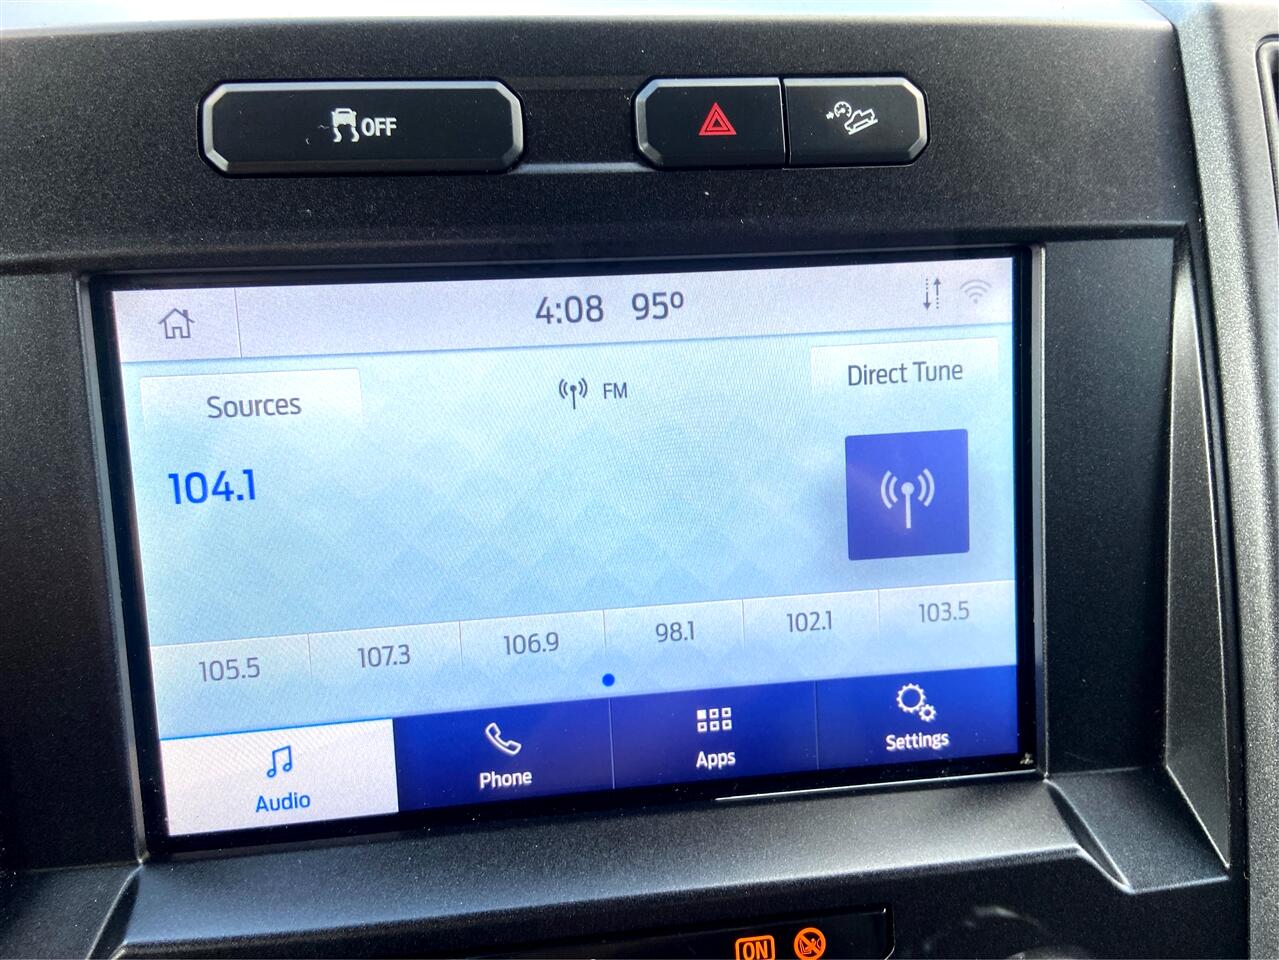 OFF
4:08 95°
Sources
FM
Direct Tune
104.1
105.5 107.3 106.9 98.1 102.1 103.5
Audio Phone Apps Settings
ON